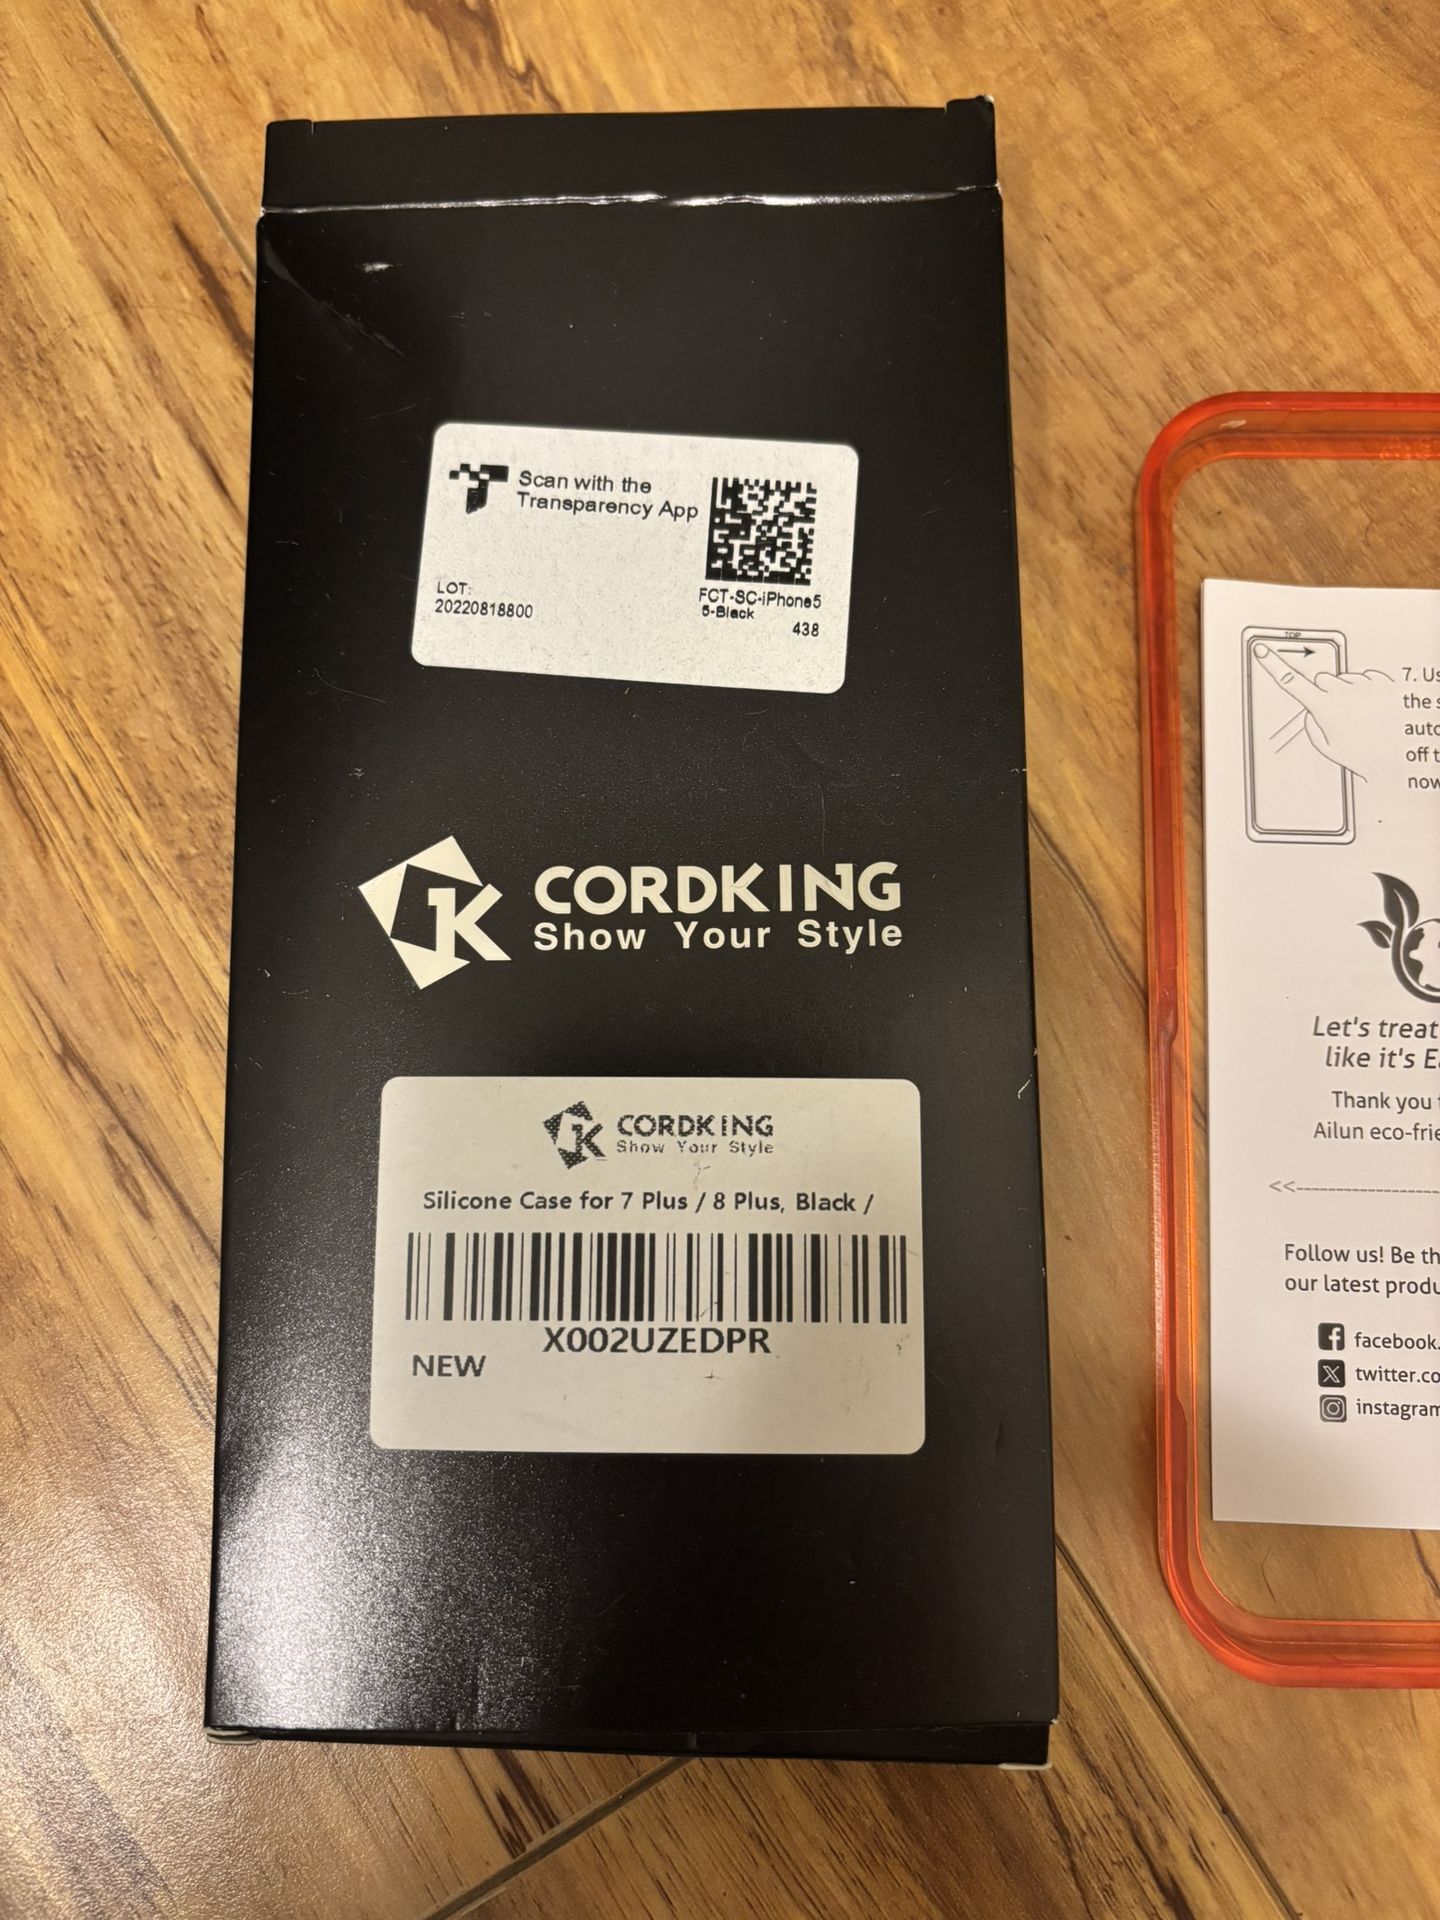 Scan with the
Transparency App
LOT:
20220818800
FCT-SC-iPhone5
5-Black
438
CORDKING
Show Your Style
CORDKING
Show Your Style
Silicone Case for 7 Plus / 8 Plus, Black /
X002UZEDPR
NEW
TOP
7. Us
the s
auto
off t
now
Let's treat
like it's Ea
Thank you
Ailun eco-frie
<<
Follow us! Be th
our latest produ
facebook.
twitter.co
instagram